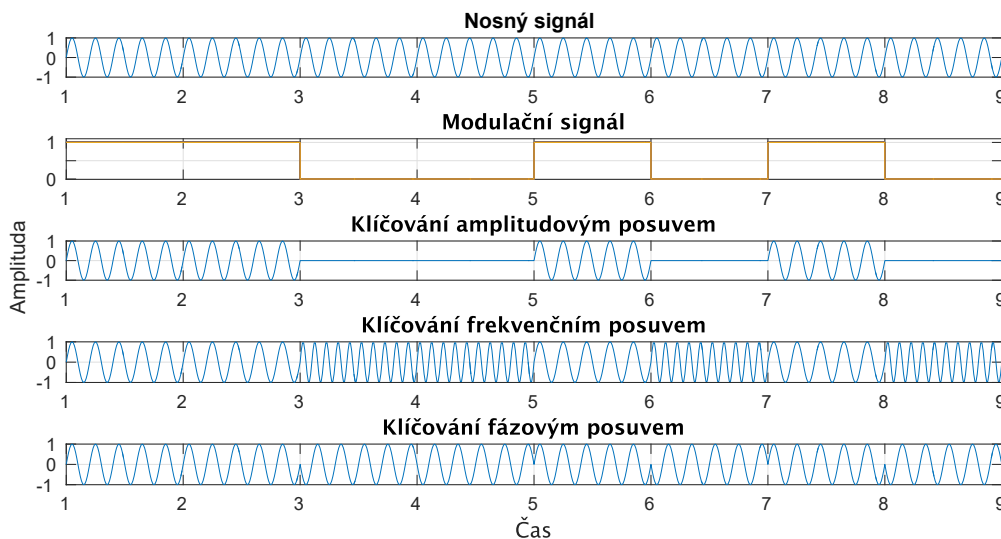 Nosný signál
1
0
-1
1 2 3 4 5 6 7 8 9
Modulační signál
1
0
1 2 3 4 5 6 7 8 9
Klíčování amplitudovým posuvem
1
0
-1
1 2 3 4 5 6 7 8 9
Amplituda
Klíčování frekvenčním posuvem
1
0
-1
1 2 3 4 5 6 7 8 9
Klíčování fázovým posuvem
1
0
-1
1 2 3 4 5 6 7 8 9
Čas